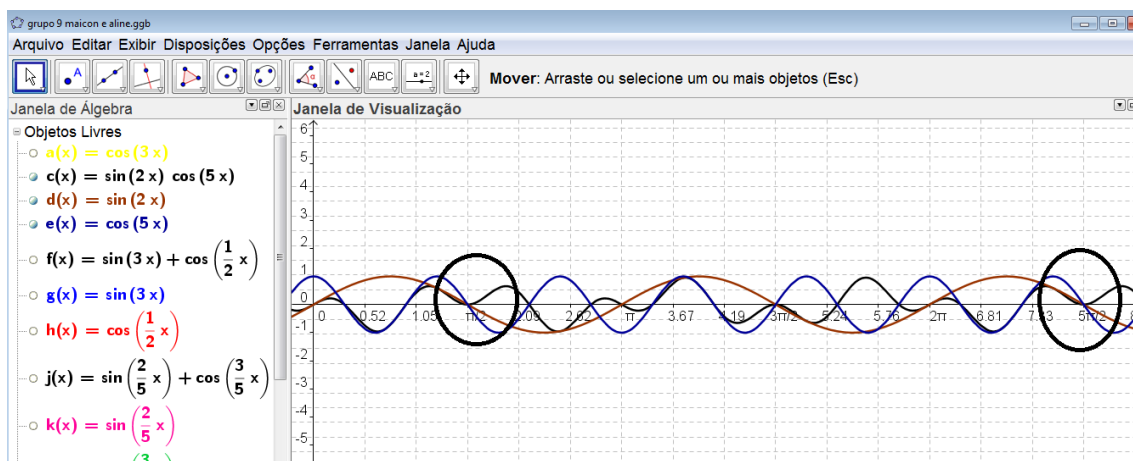 grupo 9 maicon e aline.ggb
Arquivo Editar Exibir Disposições Opções Ferramentas Janela Ajuda
A
α
ABC
a=2
Mover: Arraste ou selecione um ou mais objetos (Esc)
Janela de Álgebra
Objetos Livres
a(x) = cos(3 x)
c(x) = sin(2 x) cos(5 x)
d(x) = sin(2 x)
e(x) = cos(5 x)
f(x) = sin(3 x) + cos(1/2 x)
g(x) = sin(3 x)
h(x) = cos(1/2 x)
j(x) = sin(2/5 x) + cos(3/5 x)
k(x) = sin(2/5 x)
Janela de Visualização
6
5
4
3
2
1
0
-1
-2
-3
-4
-5
0 0.52 1.05 π/2 2.09 2.62 π 3.67 4.19 3π/2 5.24 5.76 2π 6.81 7.33 5π/2